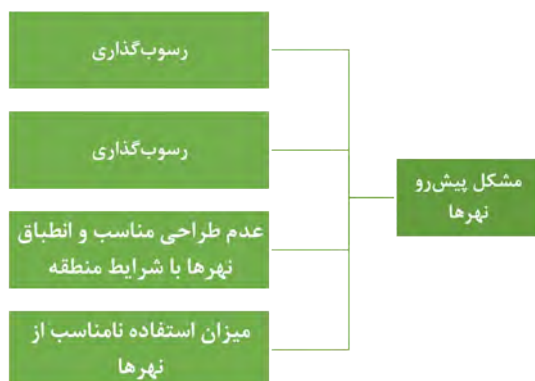 مشکل پیش‌رو
نهرها
رسوب‌گذاری
رسوب‌گذاری
عدم طراحی مناسب و انطباق
نهرها با شرایط منطقه
میزان استفاده نامناسب از
نهرها